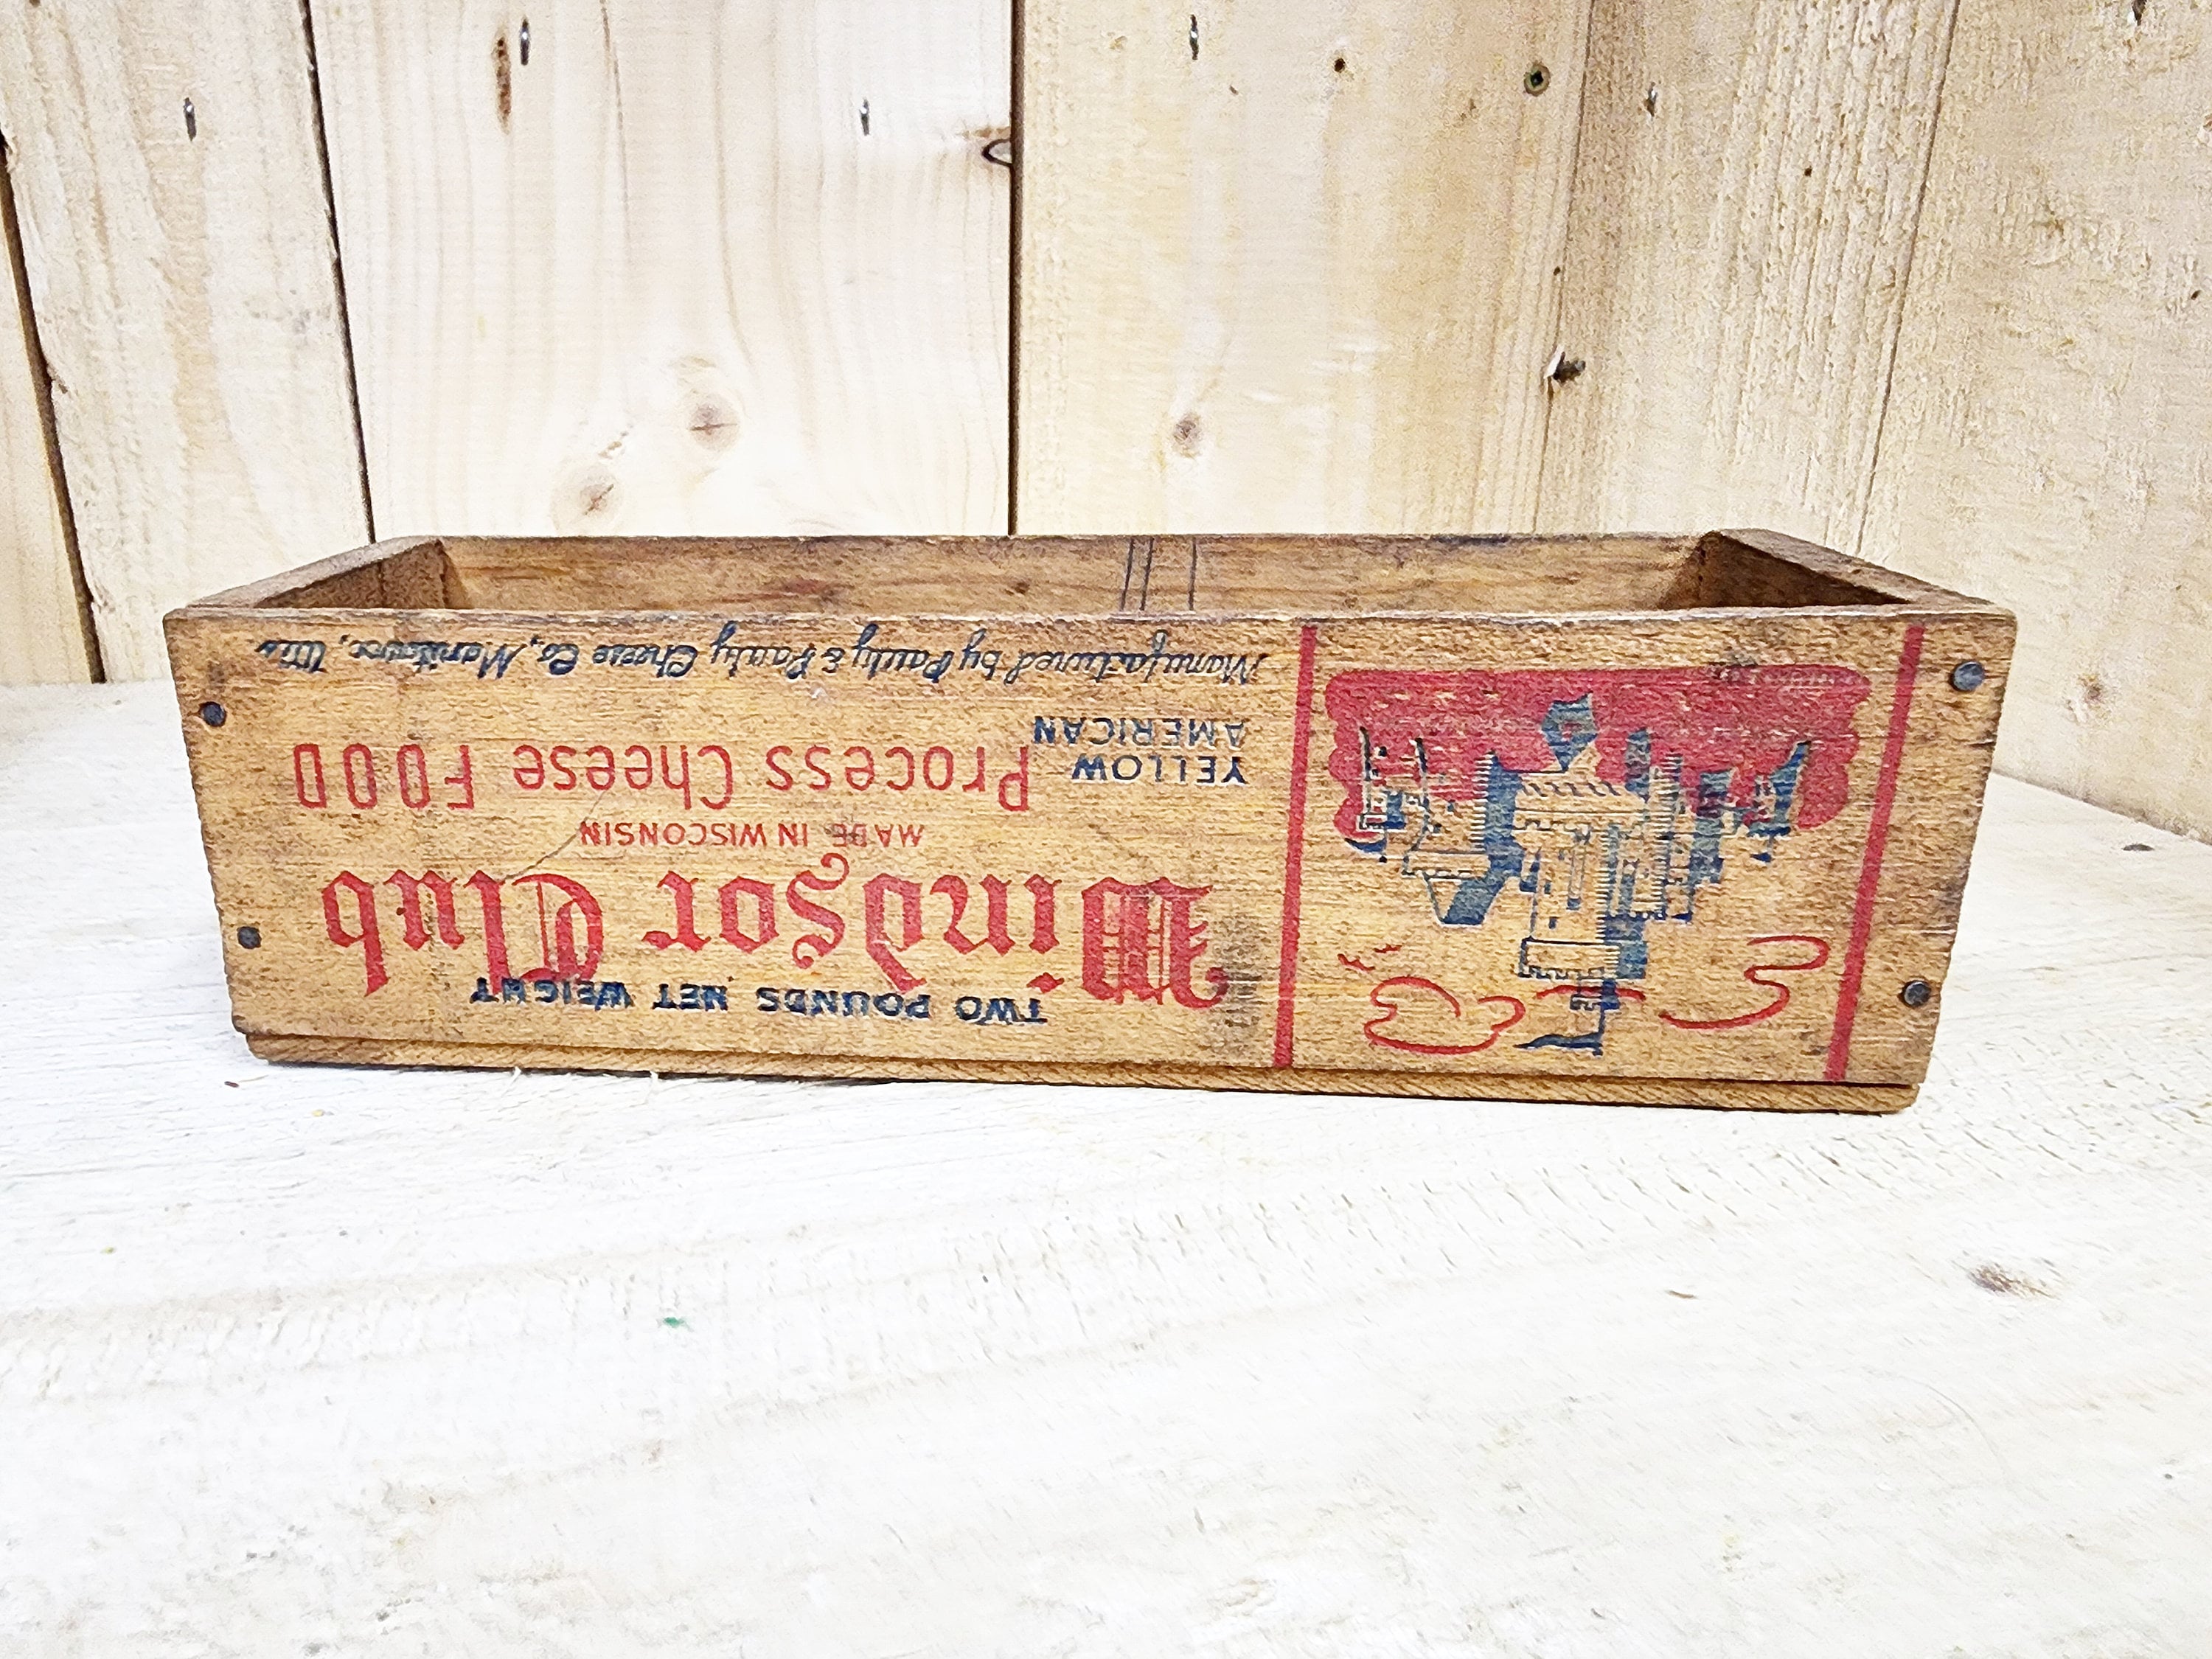 TWO POUNDS NET WEIGHT
Windsor Club
MADE IN WISCONSIN
YELLOW
AMERICAN
Process Cheese FOOD
Manufactured by Pauly & Pauly Cheese Co., Manitowoc, Wis